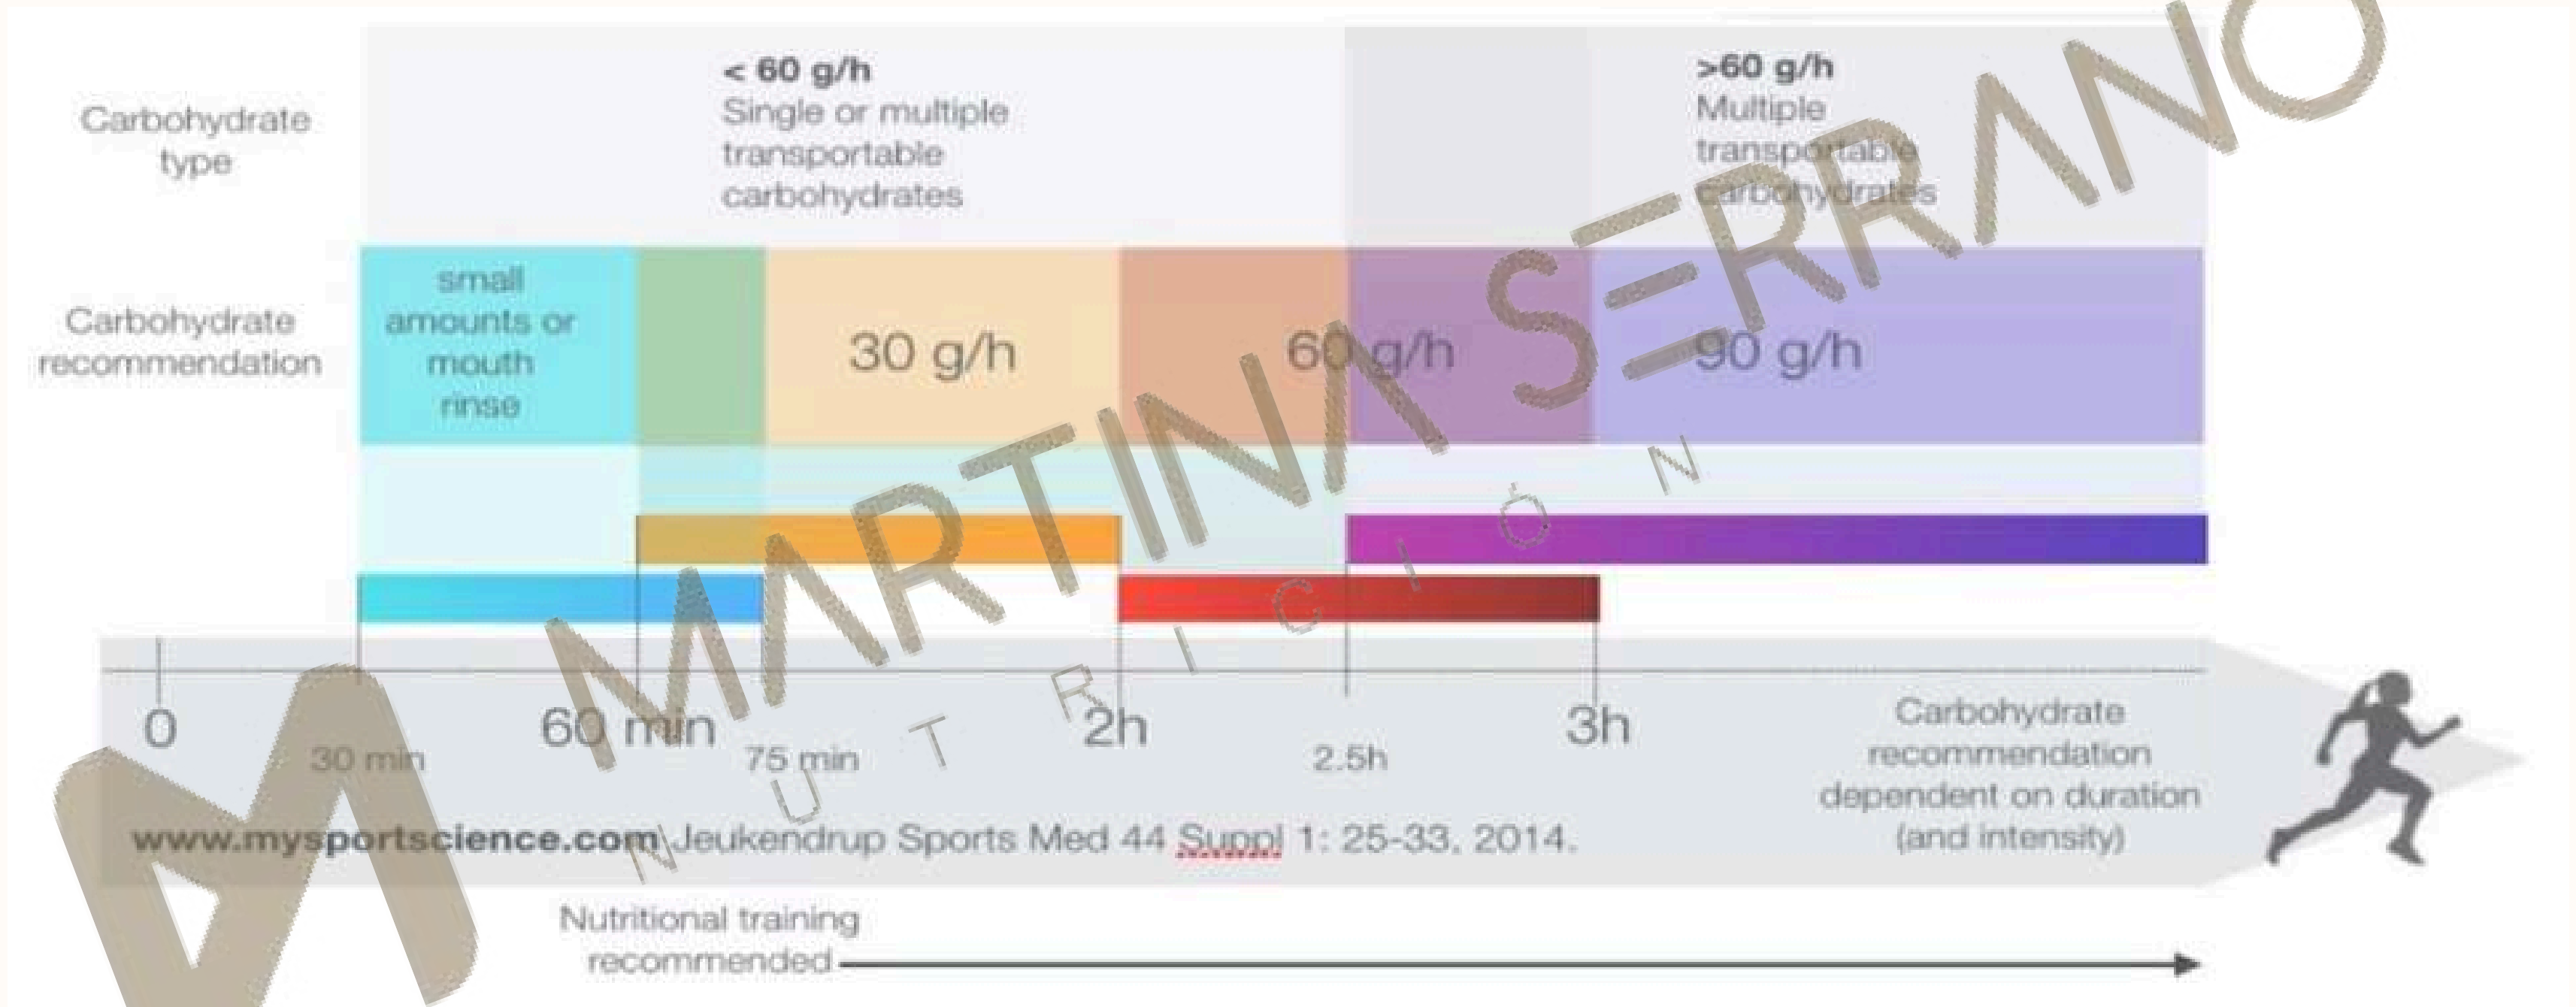 < 60 g/h
Single or multiple
transportable
carbohydrates
>60 g/h
Multiple
transportable
carbohydrates
Carbohydrate
type
small
amounts or
mouth
rinse
Carbohydrate
recommendation
30 g/h
60 g/h
90 g/h
0
30 min
60 min
75 min
2h
2.5h
3h
Carbohydrate
recommendation
dependent on duration
(and intensity)
www.mysportscience.com Jeukendrup Sports Med 44 Suppl 1: 25-33, 2014.
Nutritional training
recommended
MARTINA SERRANO
NUTRICIÓN